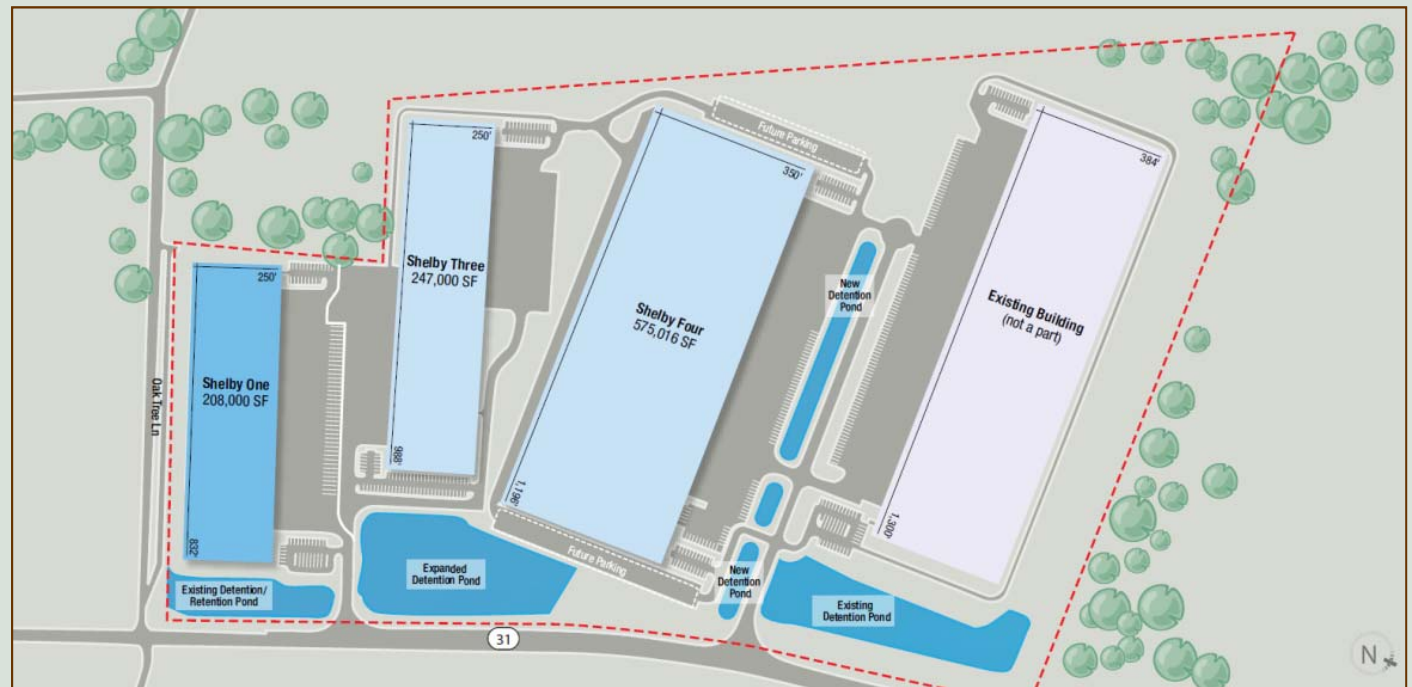 250'
Shelby Three
247,000 SF
988'
Future Parking
350'
Shelby Four
575,016 SF
1,196'
Future Parking
384'
Existing Building
(not a part)
1,300'
250'
Shelby One
208,000 SF
832'
Oak Tree Ln
New
Detention
Pond
Existing Detention/
Retention Pond
Expanded
Detention Pond
New
Detention
Pond
Existing
Detention Pond
31
N